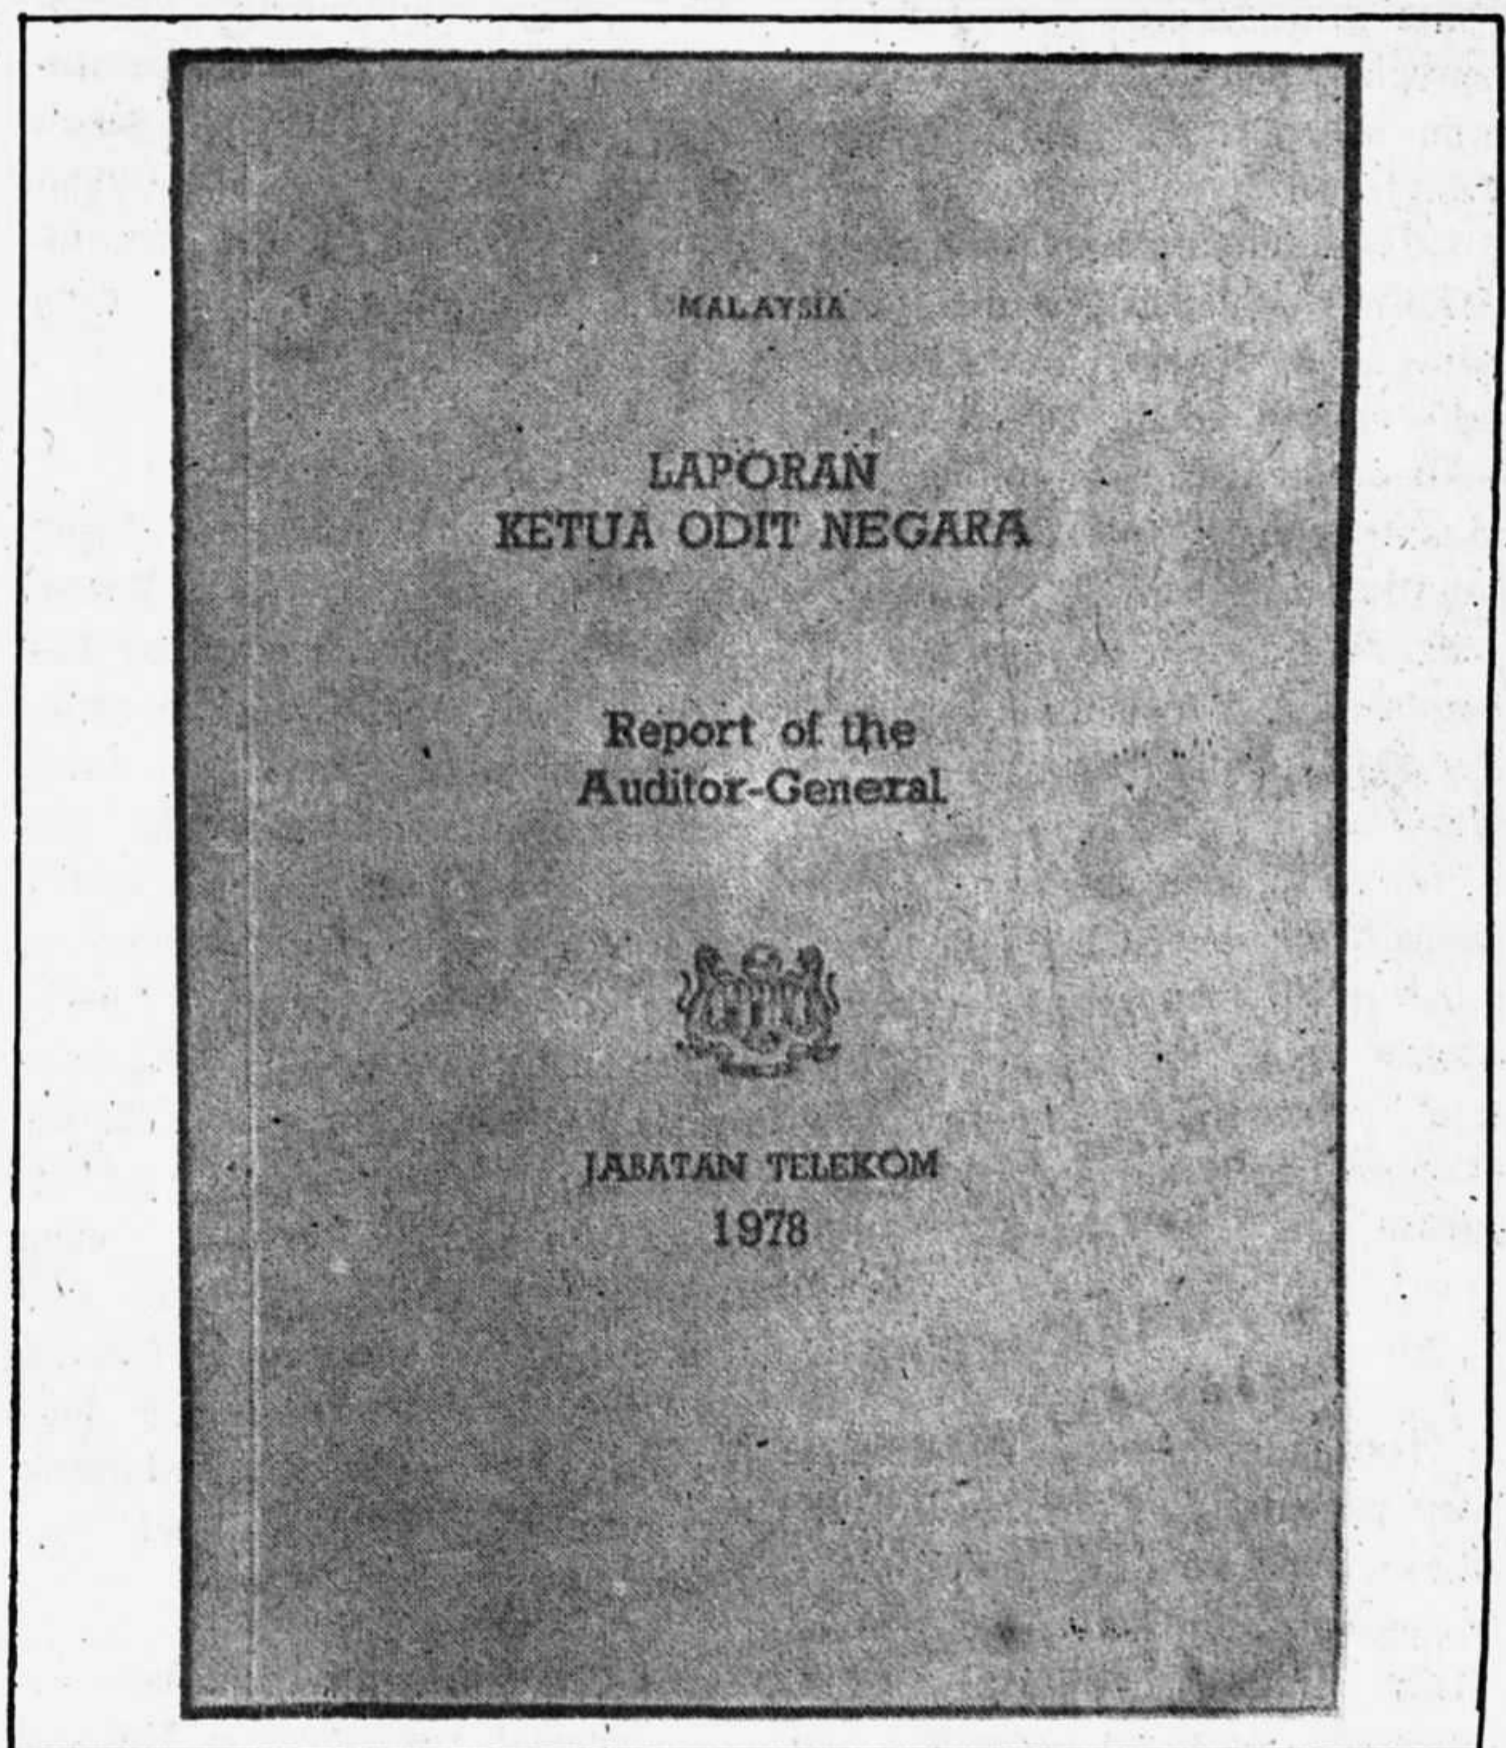 MALAYSIA
LAPORAN
KETUA ODIT NEGARA
Report of the
Auditor-General
JABATAN TELEKOM
1978